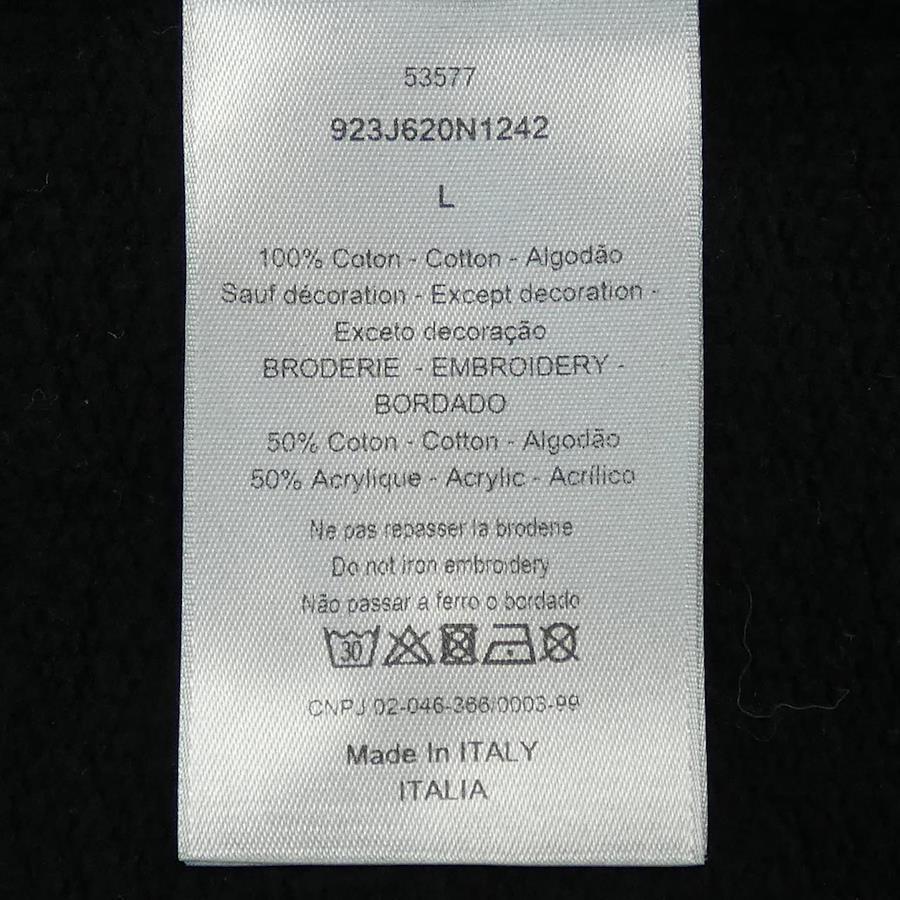 53577
923J620N1242
L
100% Coton - Cotton - Algodão
Sauf décoration - Except decoration -
Exceto decoração
BRODERIE - EMBROIDERY -
BORDADO
50% Coton - Cotton - Algodão
50% Acrylique - Acrylic - Acrílico
Ne pas repasser la broderie
Do not iron embroidery
Não passar a ferro o bordado
30
CNPJ 02-046-366/0003-99
Made In ITALY
ITALIA